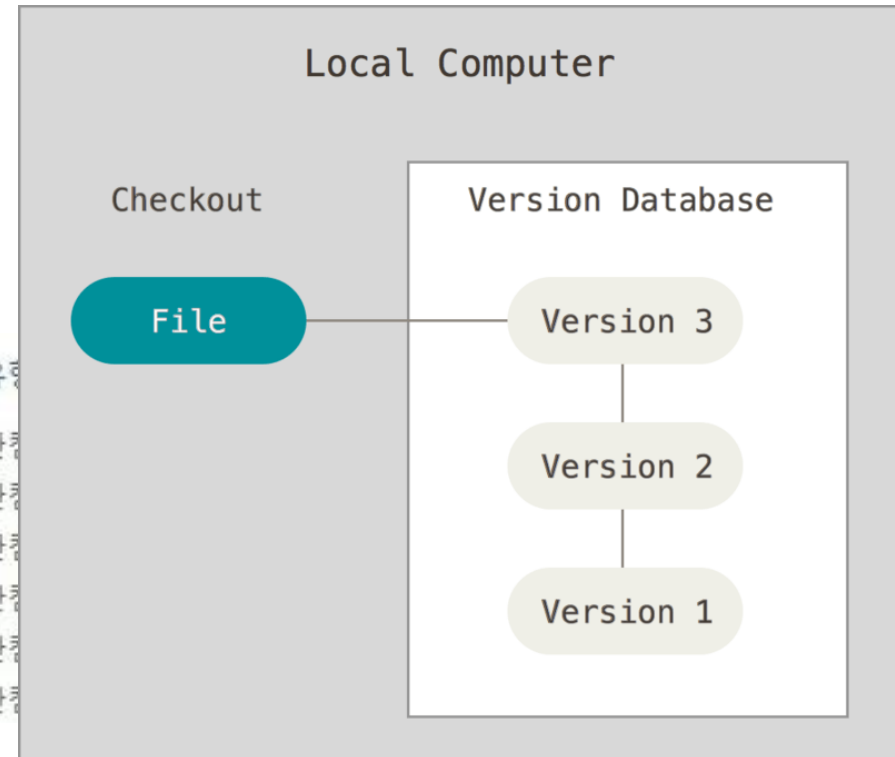 Local Computer
Checkout
Version Database
File
Version 3
Version 2
Version 1